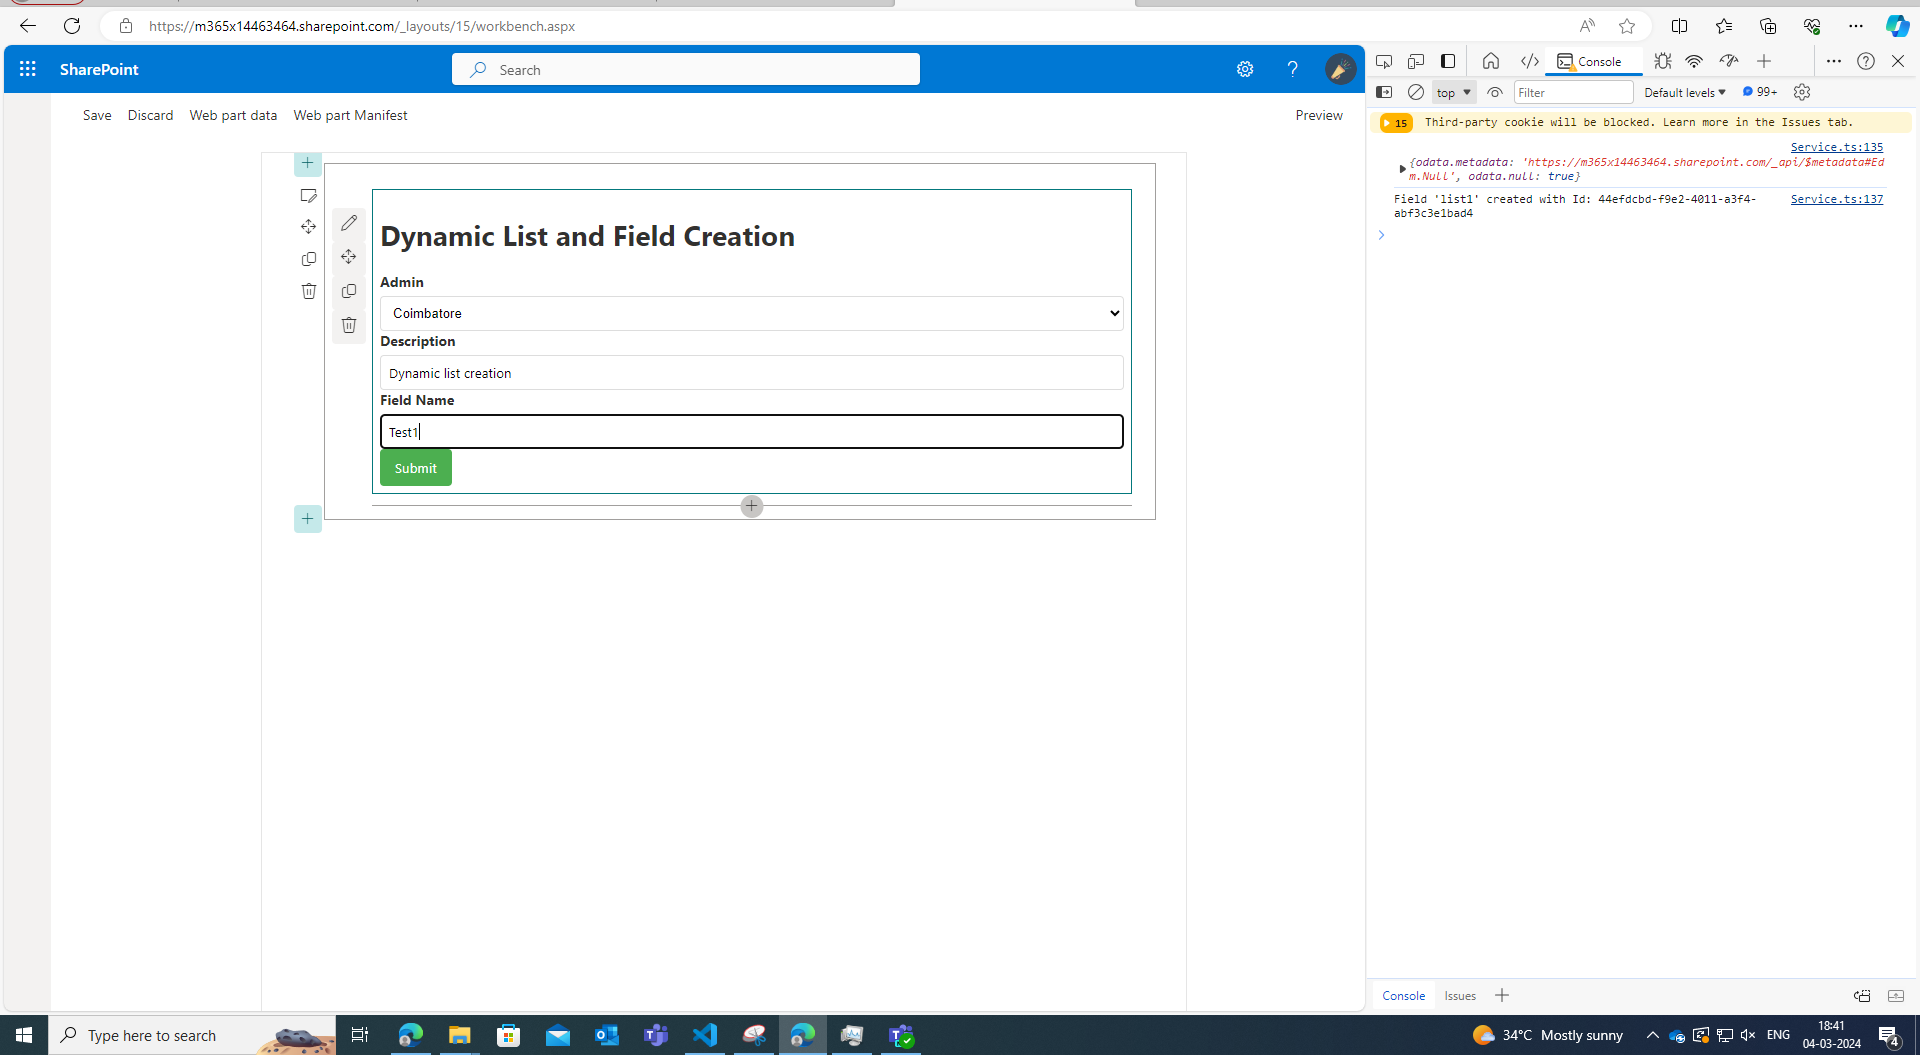 https://m365x14463464.sharepoint.com/_layouts/15/workbench.aspx
SharePoint
Search
Save Discard Web part data Web part Manifest Preview
Dynamic List and Field Creation
Admin
Coimbatore
Description
Dynamic list creation
Field Name
Test1
Submit
Console
top Filter Default levels 99+
15 Third-party cookie will be blocked. Learn more in the Issues tab.
Service.ts:135
{odata.metadata: 'https://m365x14463464.sharepoint.com/_api/$metadata#Ed
m.Null', odata.null: true}
Field 'list1' created with Id: 44efdcbd-f9e2-4011-a3f4- Service.ts:137
abf3c3e1bad4
Console Issues
Type here to search
34°C Mostly sunny
ENG
18:41
04-03-2024
4